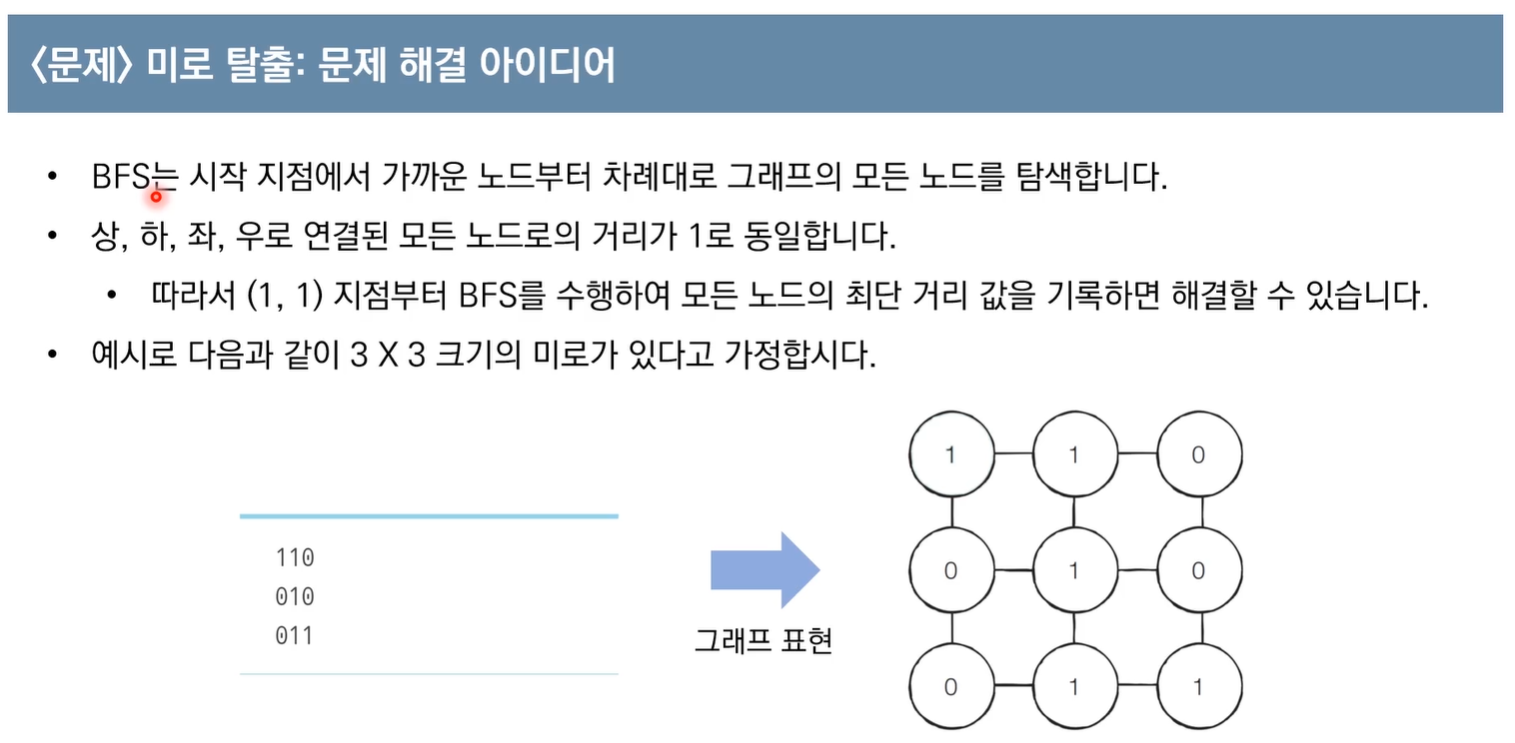 〈문제〉 미로 탈출: 문제 해결 아이디어
• BFS는 시작 지점에서 가까운 노드부터 차례대로 그래프의 모든 노드를 탐색합니다.
• 상, 하, 좌, 우로 연결된 모든 노드로의 거리가 1로 동일합니다.
• 따라서 (1, 1) 지점부터 BFS를 수행하여 모든 노드의 최단 거리 값을 기록하면 해결할 수 있습니다.
• 예시로 다음과 같이 3 X 3 크기의 미로가 있다고 가정합시다.
110
010
011
그래프 표현
1 1 0
0 1 0
0 1 1